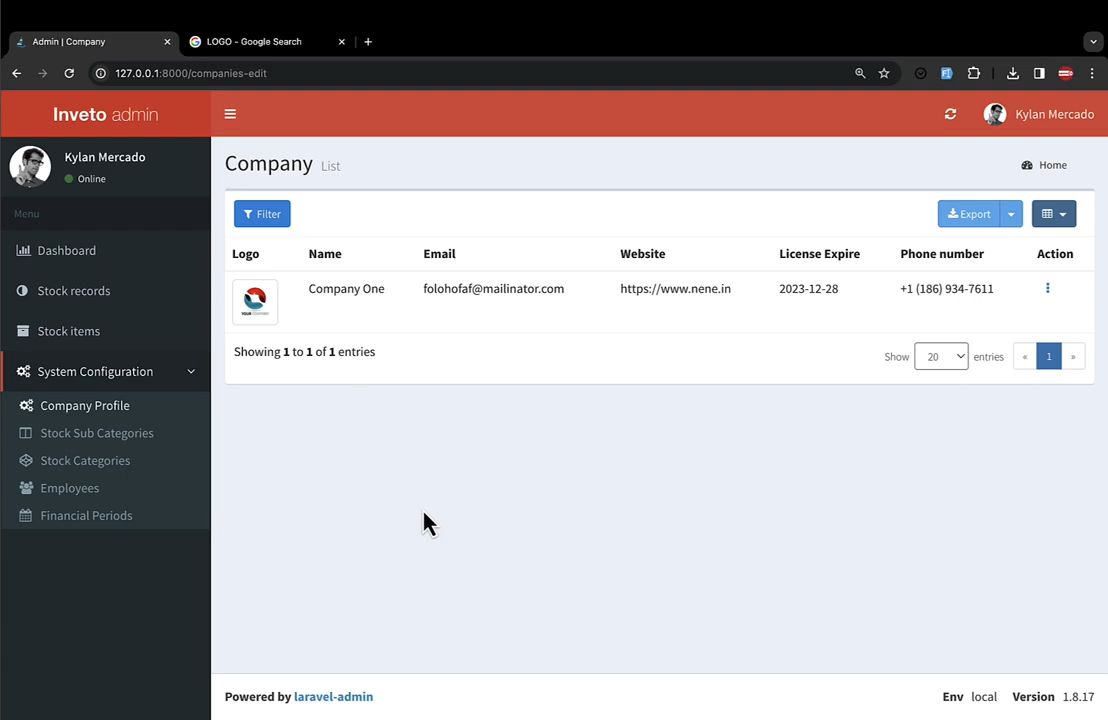 Admin | Company
LOGO - Google Search
127.0.0.1:8000/companies-edit
Inveto admin
Kylan Mercado
Kylan Mercado
Online
Menu
Dashboard
Stock records
Stock items
System Configuration
Company Profile
Stock Sub Categories
Stock Categories
Employees
Financial Periods
Company List
Home
Filter
Export
Logo Name Email Website License Expire Phone number Action
YOUR COMPANY
Company One folohofaf@mailinator.com https://www.nene.in 2023-12-28 +1 (186) 934-7611
Showing 1 to 1 of 1 entries
Show 20 entries « 1 »
Powered by laravel-admin
Env local Version 1.8.17